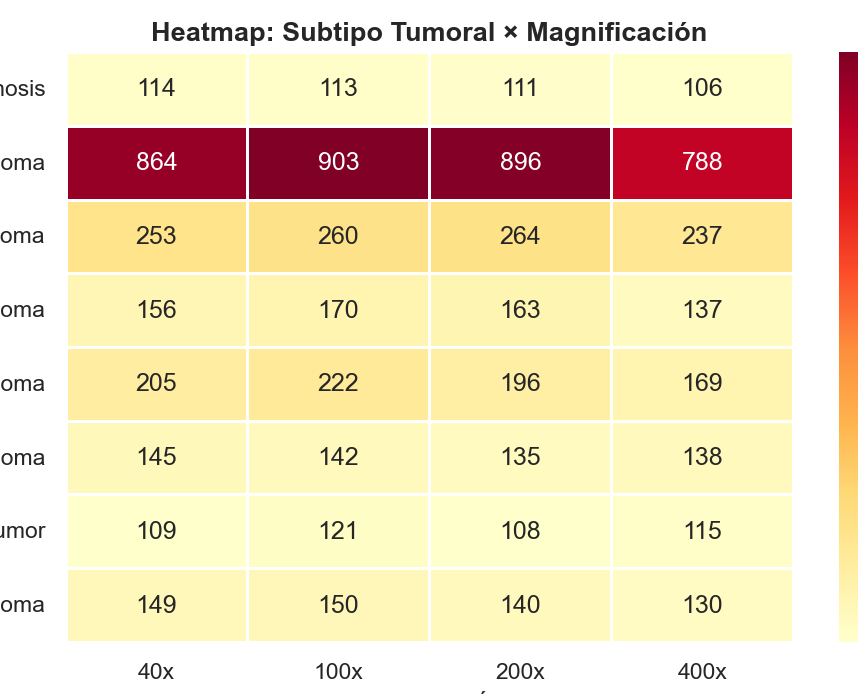 Heatmap: Subtipo Tumoral × Magnificación
nosis 114 113 111 106
oma 864 903 896 788
oma 253 260 264 237
oma 156 170 163 137
oma 205 222 196 169
oma 145 142 135 138
umor 109 121 108 115
oma 149 150 140 130
40x 100x 200x 400x